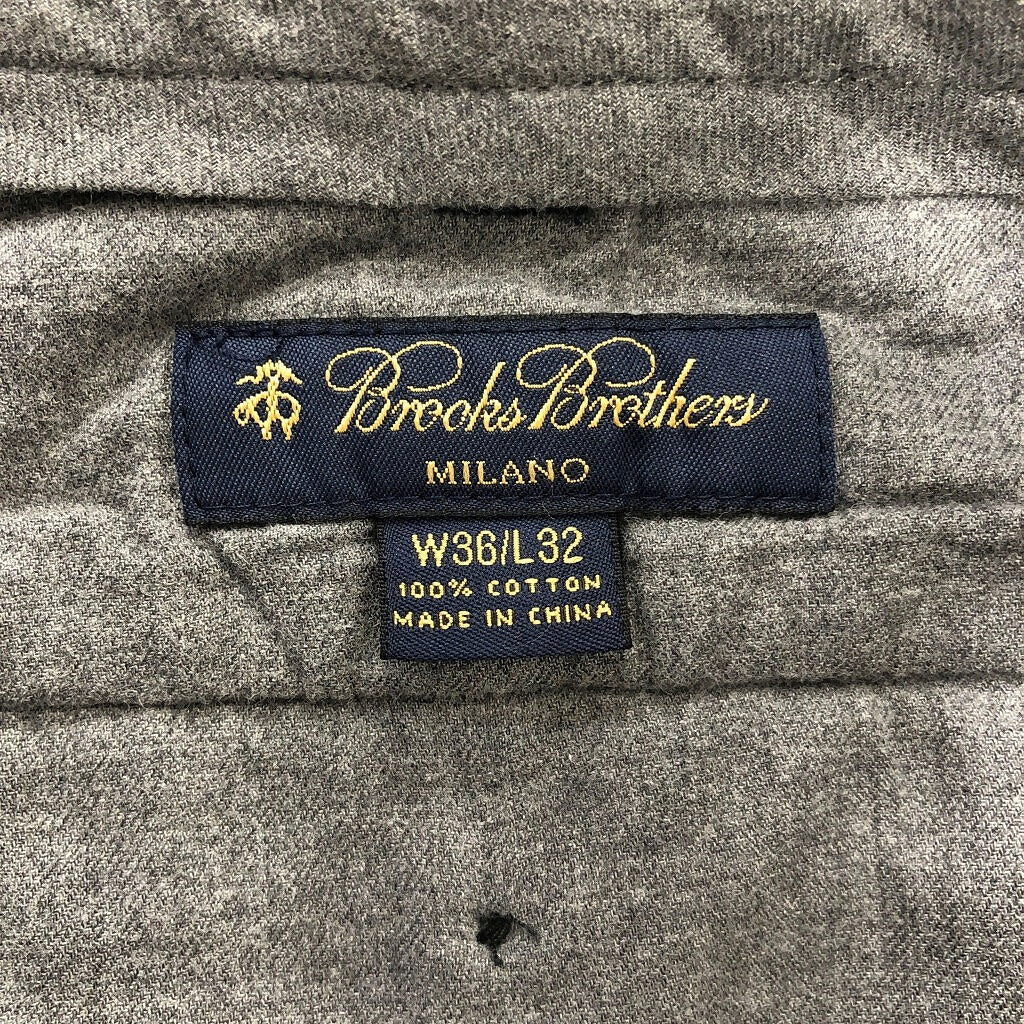 Brooks Brothers
MILANO
W36/L32
100% COTTON
MADE IN CHINA